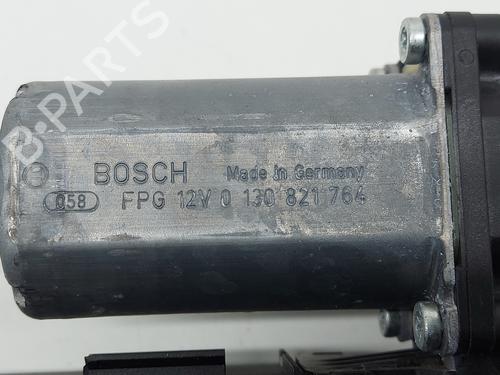 B-PARTS
BOSCH Made in Germany
058 FPG 12V 0 130 821 764